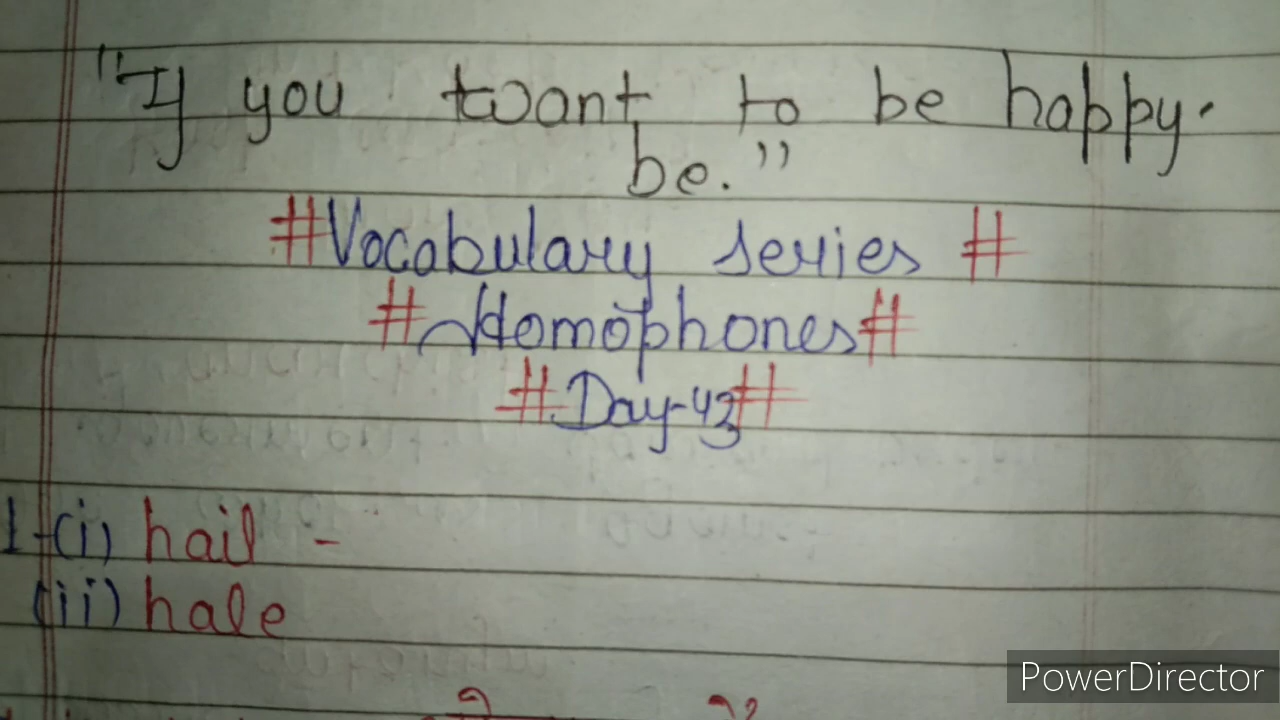 "If you want to be happy.
be."
#Vocabulary series #
#Homophones#
#Day-43#
1-(i) hail -
(ii) hale
PowerDirector